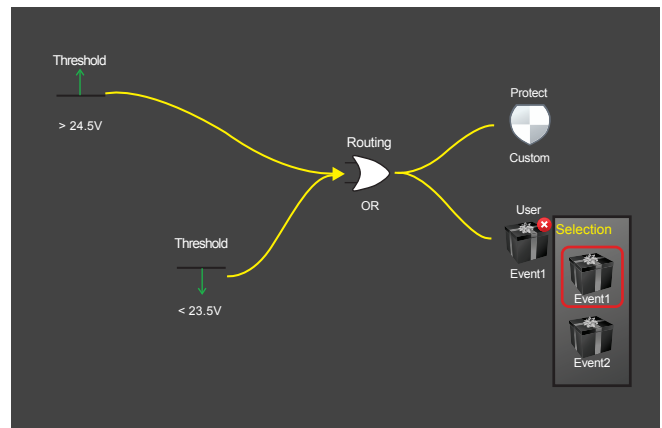 Threshold
> 24.5V
Threshold
< 23.5V
Routing
OR
Protect
Custom
User
Event1
Selection
Event1
Event2